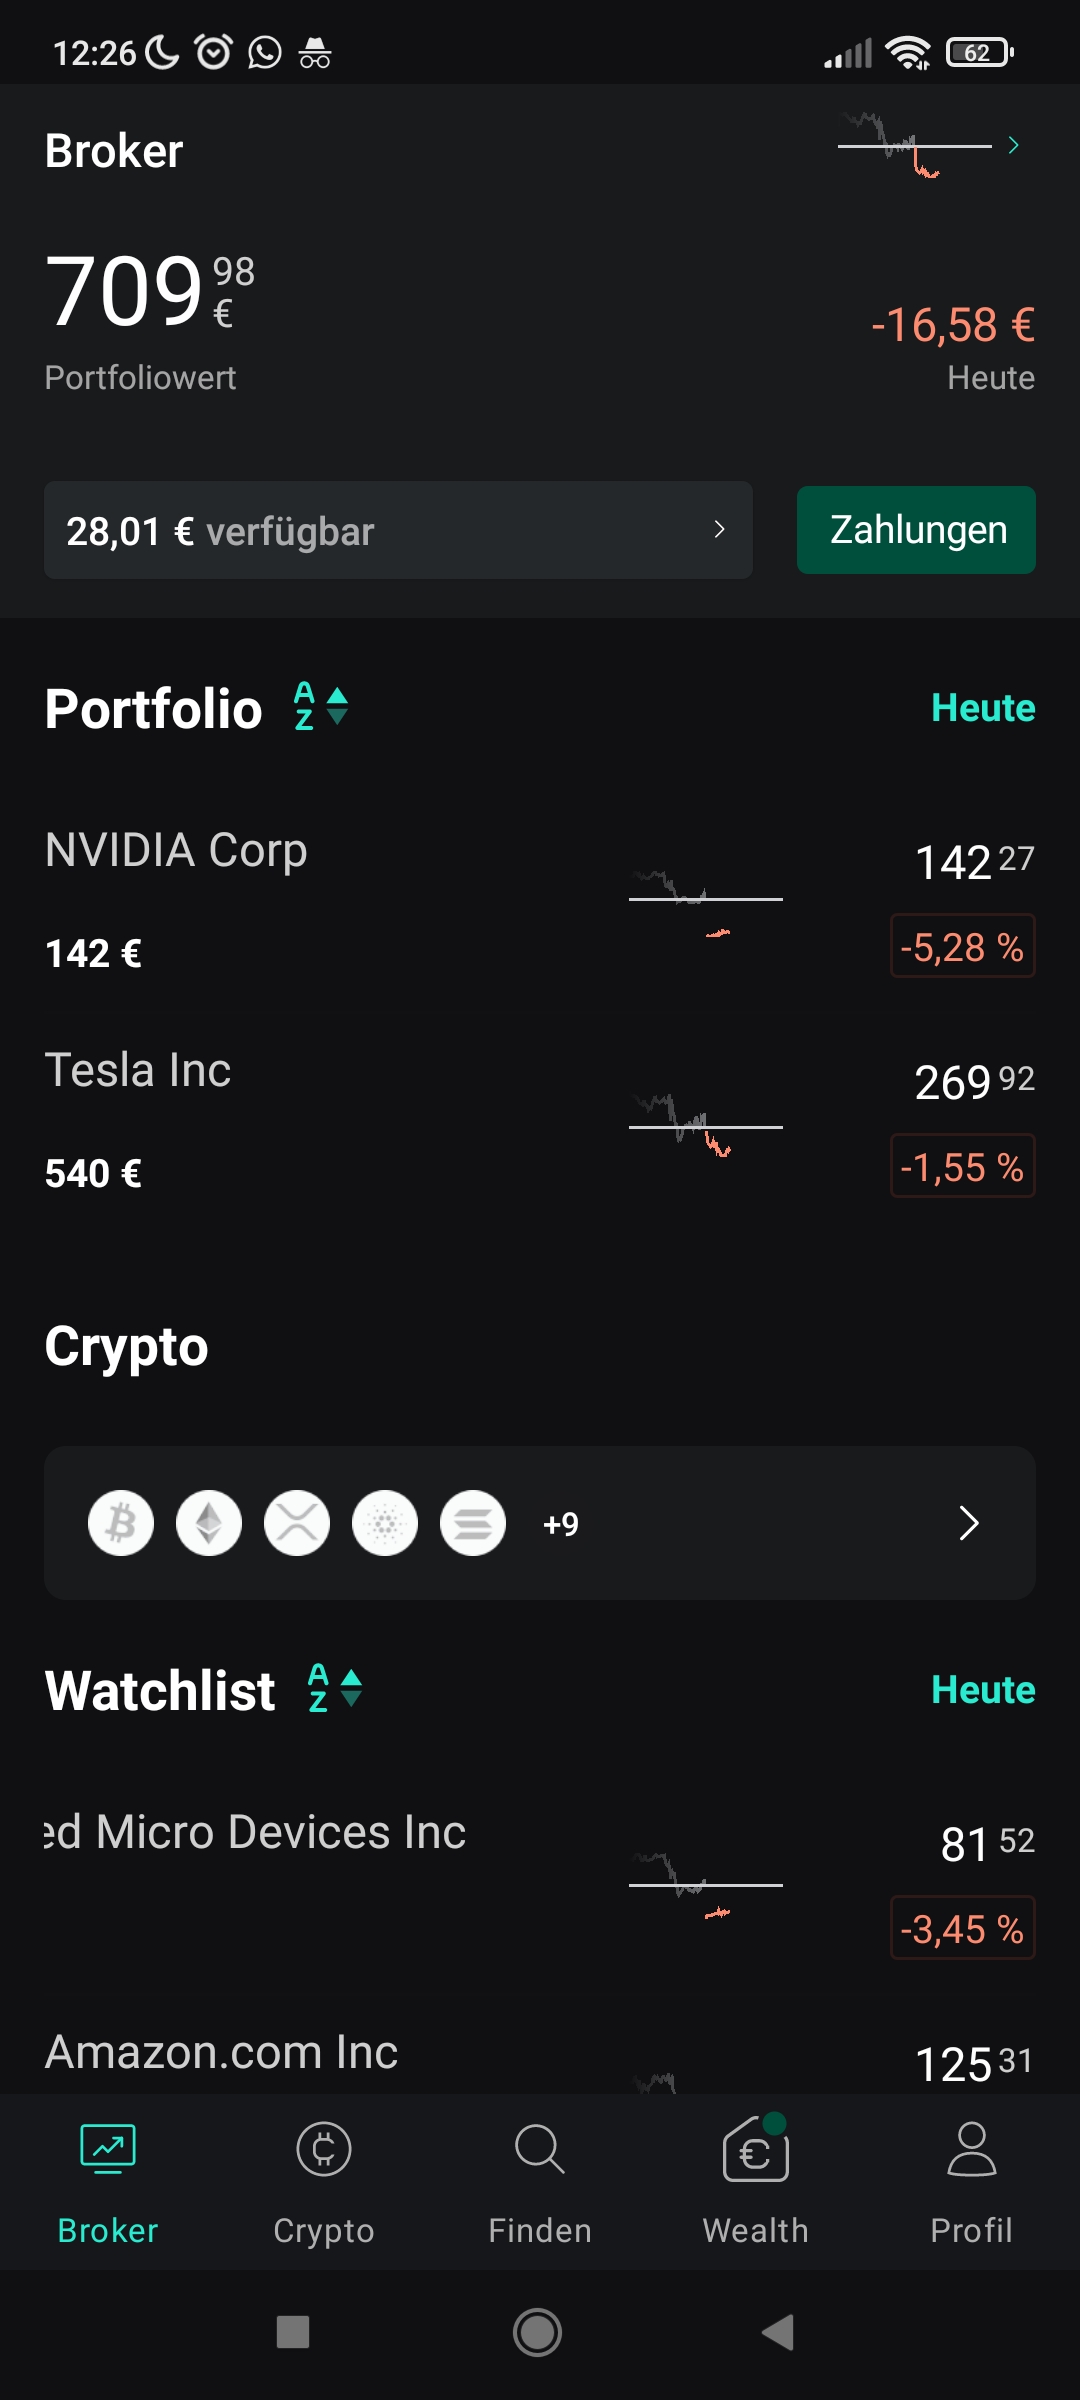 12:26
62
Broker
709 98 €
-16,58 €
Portfoliowert
Heute
28,01 € verfügbar
Zahlungen
Portfolio A Z
Heute
NVIDIA Corp
142 27
142 €
-5,28 %
Tesla Inc
269 92
540 €
-1,55 %
Crypto
+9
Watchlist A Z
Heute
ed Micro Devices Inc
81 52
-3,45 %
Amazon.com Inc
125 31
Broker
Crypto
Finden
Wealth
Profil